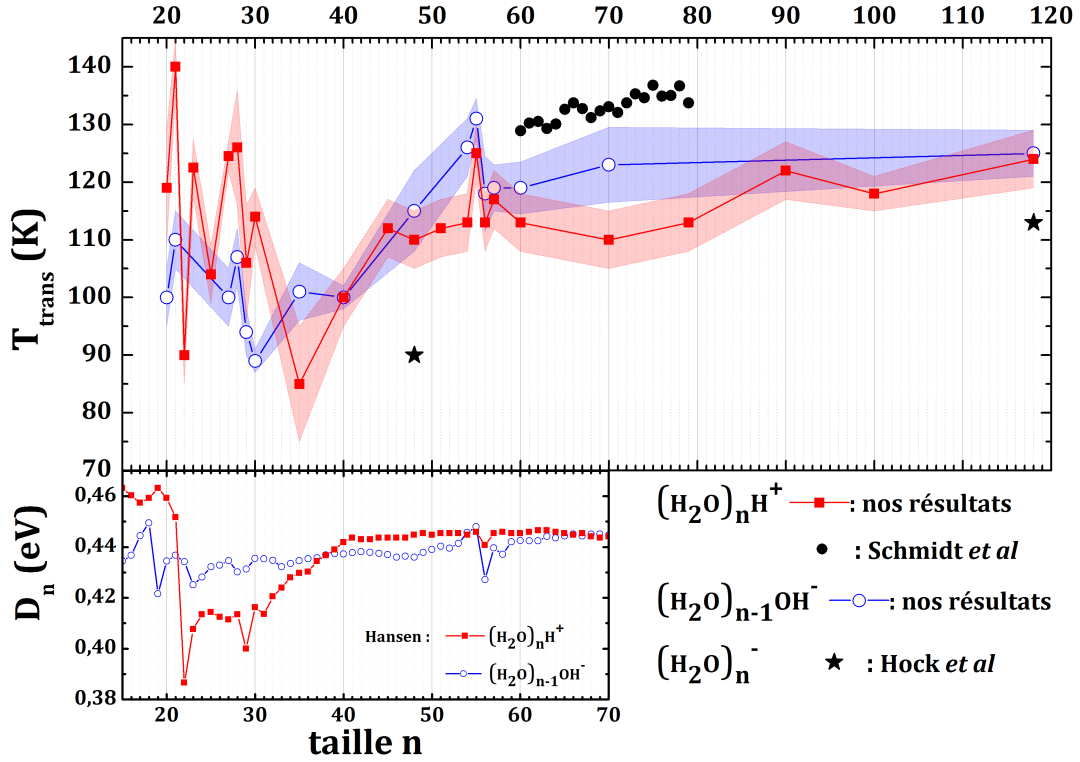 20 30 40 50 60 70 80 90 100 110 120
140
130
120
110
100
90
80
70
T_trans (K)
0,46
0,44
0,42
0,40
0,38
D_n (eV)
Hansen :
(H₂O)ₙH⁺
(H₂O)ₙ₋₁OH⁻
20 30 40 50 60 70
taille n
(H₂O)ₙH⁺ : nos résultats
: Schmidt et al
(H₂O)ₙ₋₁OH⁻ : nos résultats
(H₂O)ₙ⁻ : Hock et al